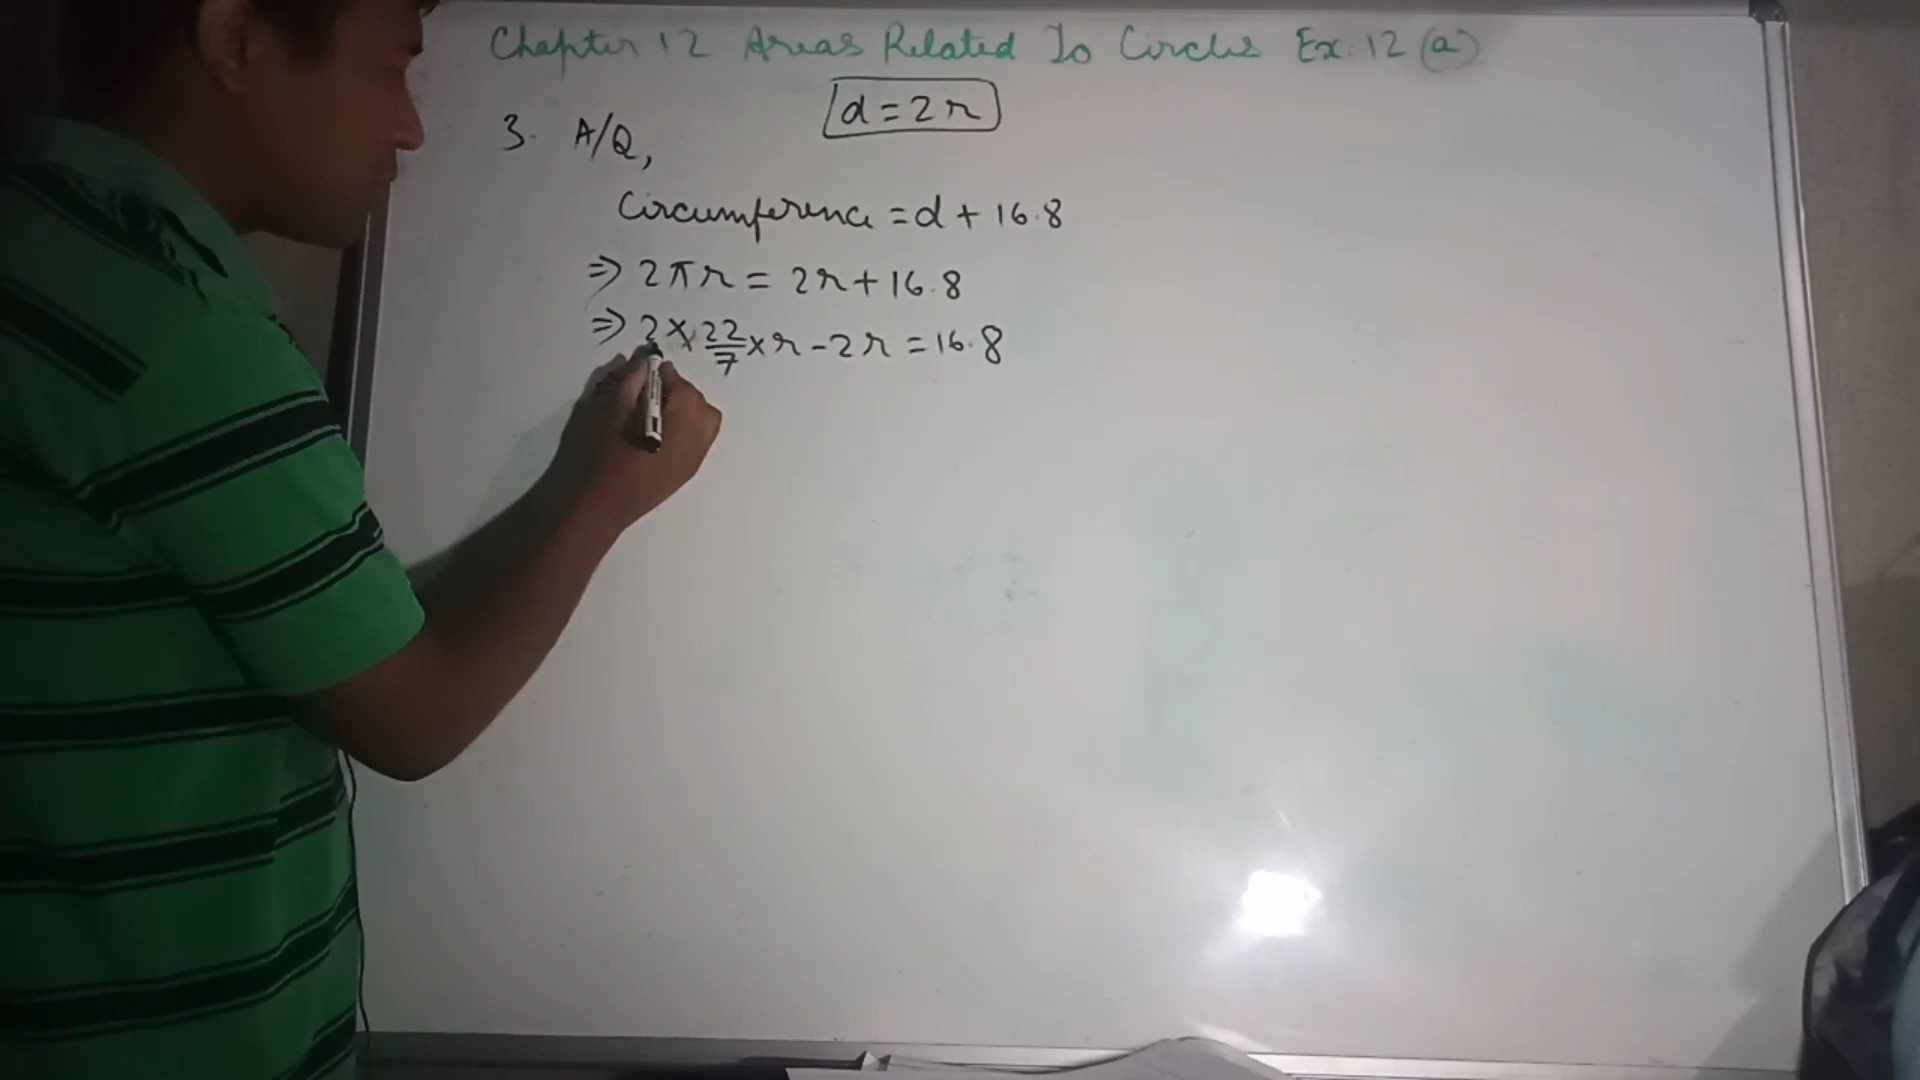 Chapter 12 Areas Related To Circles Ex. 12 (a)
d = 2r
3. A/Q,
Circumference = d + 16.8
⇒ 2πr = 2r + 16.8
⇒ 2 × 22/7 × r - 2r = 16.8